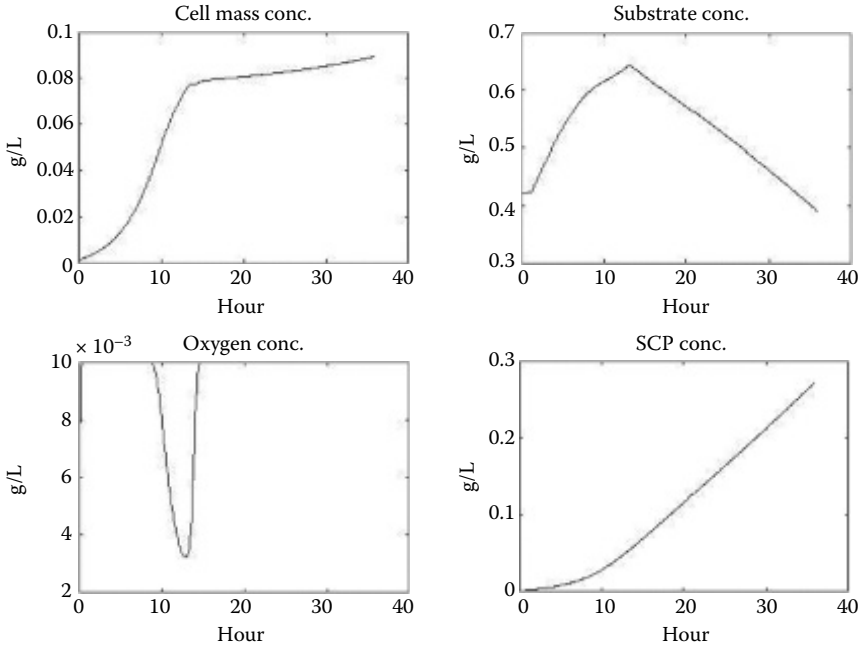 Cell mass conc.
0.1
0.08
0.06
0.04
0.02
0
g/L
0 10 20 30 40
Hour
Substrate conc.
0.7
0.6
0.5
0.4
0.3
g/L
0 10 20 30 40
Hour
Oxygen conc.
10 × 10−3
8
6
4
2
g/L
0 10 20 30 40
Hour
SCP conc.
0.3
0.2
0.1
0
g/L
0 10 20 30 40
Hour